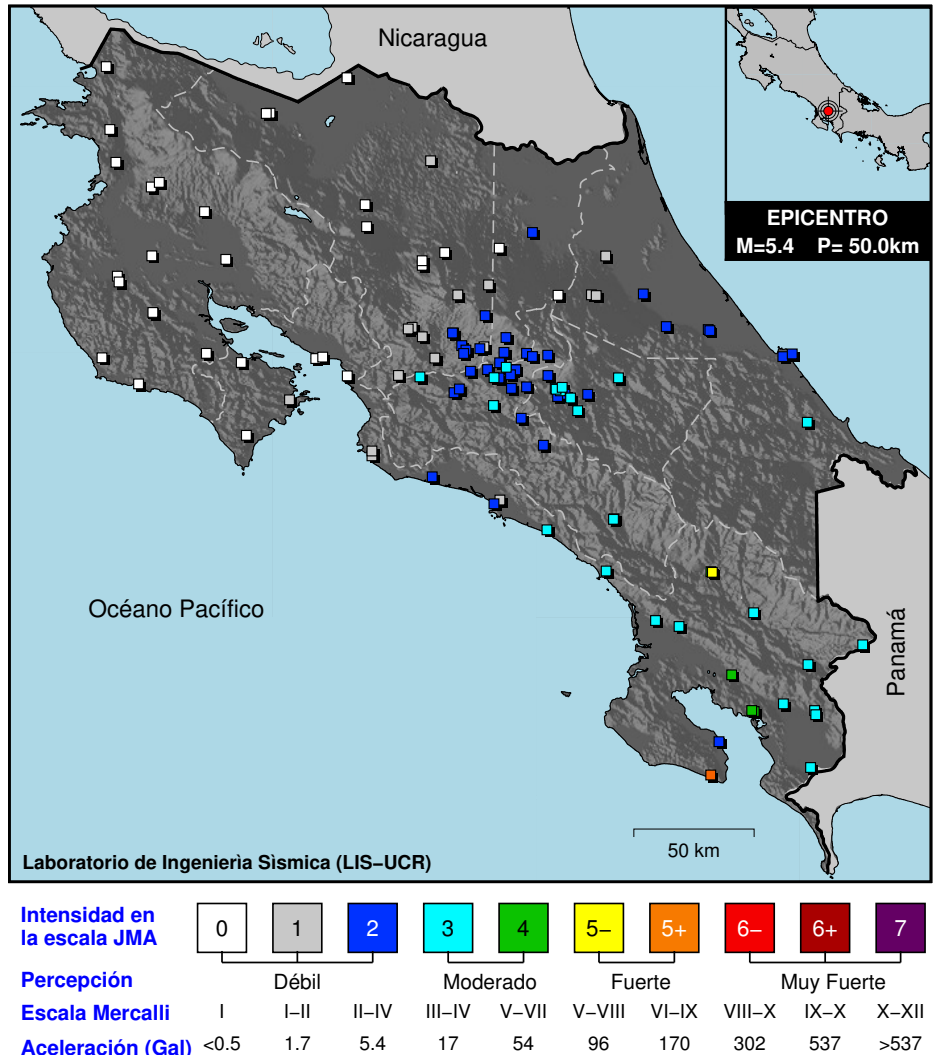 Nicaragua
EPICENTRO
M=5.4 P= 50.0km
Océano Pacífico
Panamá
50 km
Laboratorio de Ingenierìa Sìsmica (LIS−UCR)
Intensidad en
la escala JMA
0 1 2 3 4 5− 5+ 6− 6+ 7
Percepción Débil Moderado Fuerte Muy Fuerte
Escala Mercalli I I−II II−IV III−IV V−VII V−VIII VI−IX VIII−X IX−X X−XII
Aceleración (Gal) <0.5 1.7 5.4 17 54 96 170 302 537 >537